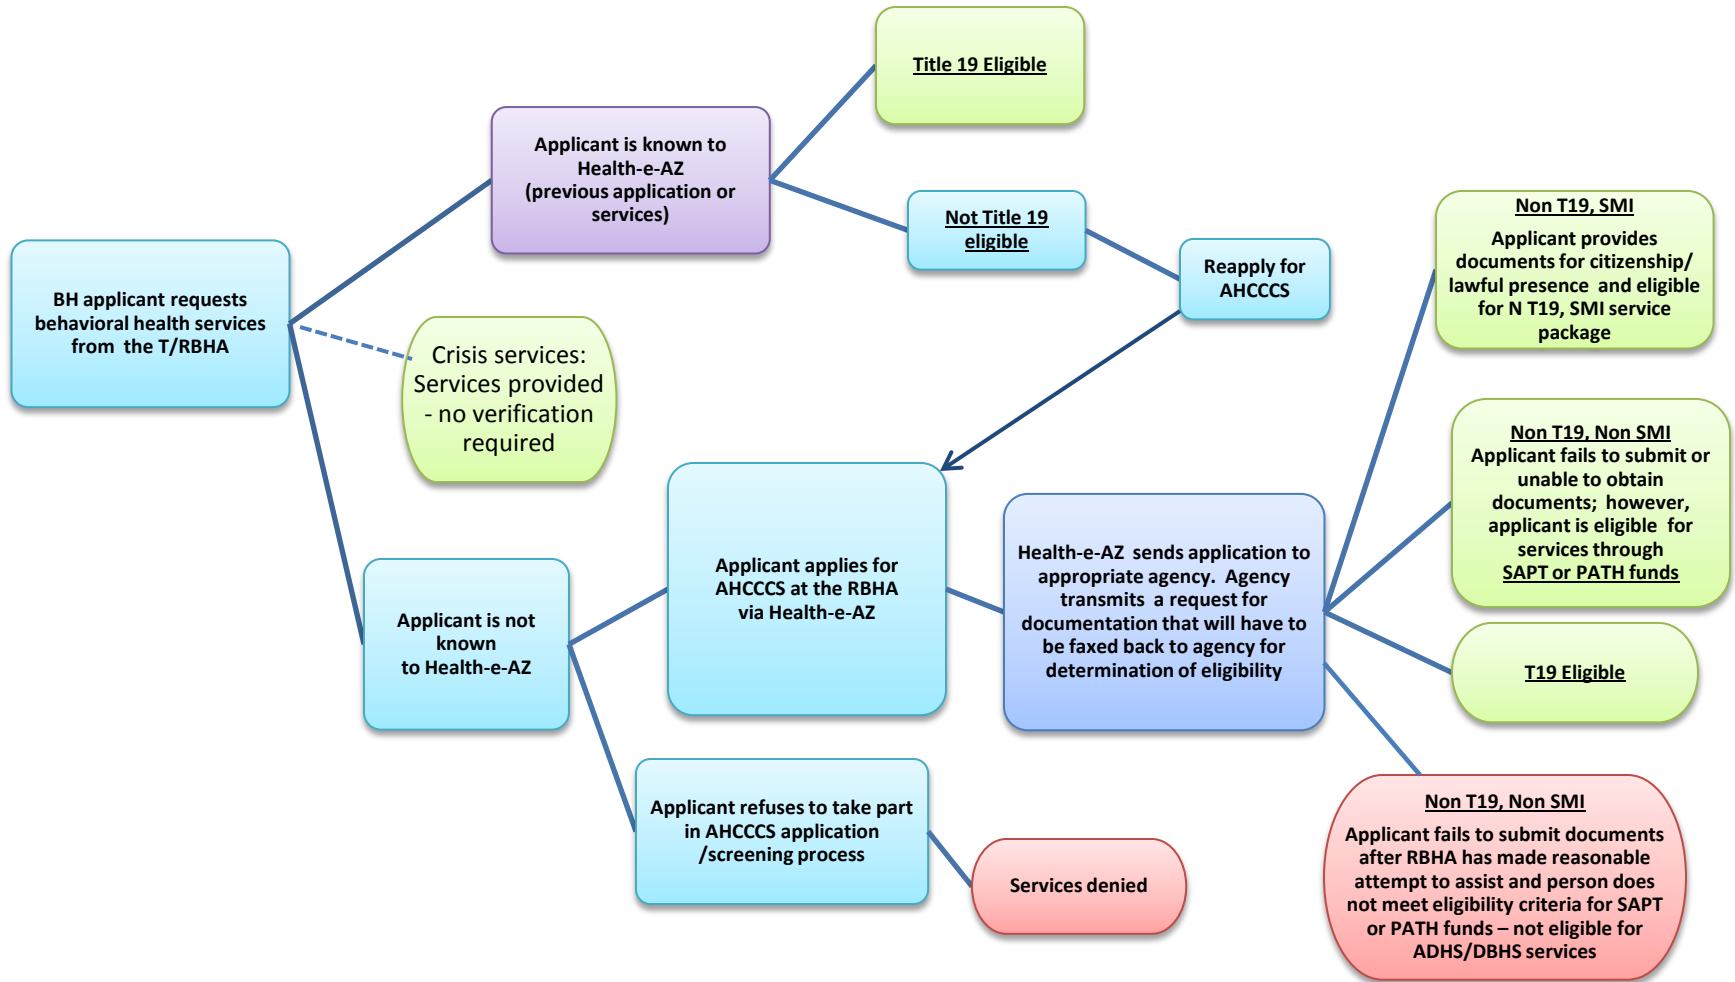 Title 19 Eligible
Applicant is known to
Health-e-AZ
(previous application or
services)
Not Title 19
eligible
Reapply for
AHCCCS
BH applicant requests
behavioral health services
from the T/RBHA
Crisis services:
Services provided
- no verification
required
Applicant is not
known
to Health-e-AZ
Applicant applies for
AHCCCS at the RBHA
via Health-e-AZ
Health-e-AZ sends application to
appropriate agency. Agency
transmits a request for
documentation that will have to
be faxed back to agency for
determination of eligibility
Applicant refuses to take part
in AHCCCS application
/screening process
Services denied
Non T19, SMI
Applicant provides
documents for citizenship/
lawful presence and eligible
for N T19, SMI service
package
Non T19, Non SMI
Applicant fails to submit or
unable to obtain
documents; however,
applicant is eligible for
services through
SAPT or PATH funds
T19 Eligible
Non T19, Non SMI
Applicant fails to submit documents
after RBHA has made reasonable
attempt to assist and person does
not meet eligibility criteria for SAPT
or PATH funds – not eligible for
ADHS/DBHS services